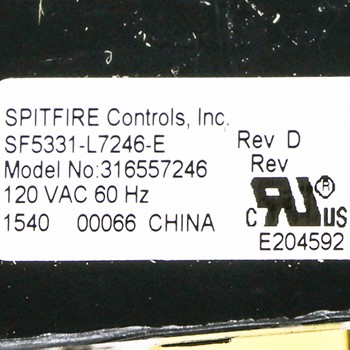 SPITFIRE Controls, Inc.
SF5331-L7246-E Rev D
Model No:316557246 Rev
120 VAC 60 Hz
1540 00066 CHINA
c RU ® US
E204592